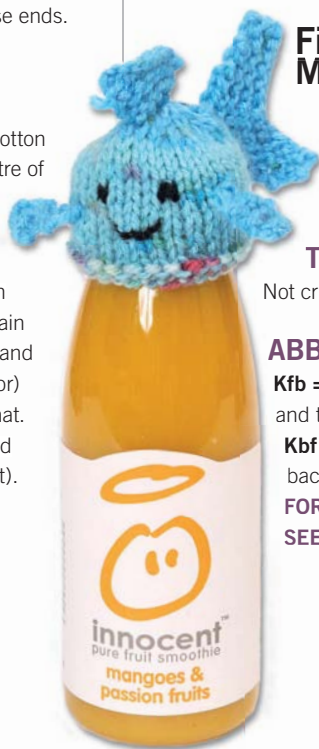 se ends.
otton
tre of
n
ain
and
or)
nat.
d
t).
Fi
M
T
Not cr
ABB
Kfb =
and t
Kbf
bac
FOR
SEE
innocent™
pure fruit smoothie
mangoes &
passion fruits